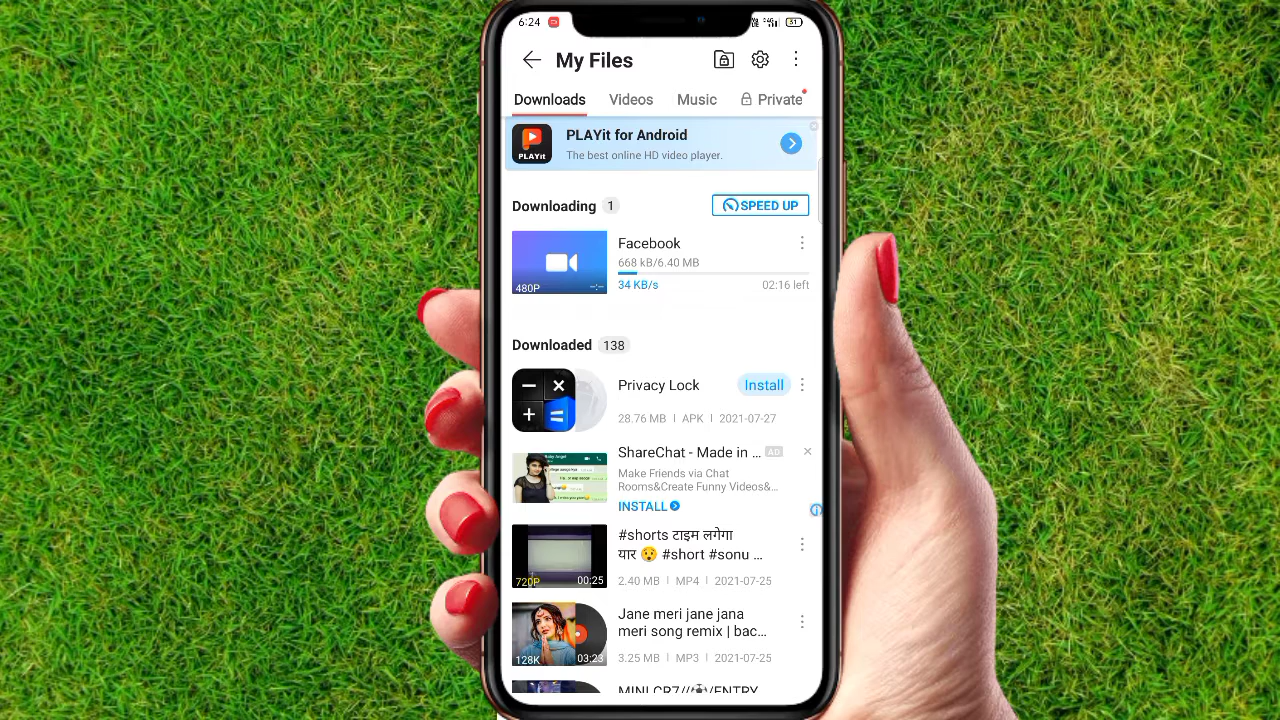 6:24
31
My Files
Downloads Videos Music Private
PLAYit for Android
The best online HD video player.
PLAYit
Downloading 1 SPEED UP
Facebook
668 kB/6.40 MB
480P --:--
34 KB/s 02:16 left
Downloaded 138
Privacy Lock Install
28.76 MB | APK | 2021-07-27
ShareChat - Made in ... AD
Make Friends via Chat
Rooms&Create Funny Videos&...
INSTALL
#shorts टाइम लगेगा
यार 😯 #short #sonu ...
720P 00:25
2.40 MB | MP4 | 2021-07-25
Jane meri jane jana
meri song remix | bac...
128K 03:23
3.25 MB | MP3 | 2021-07-25